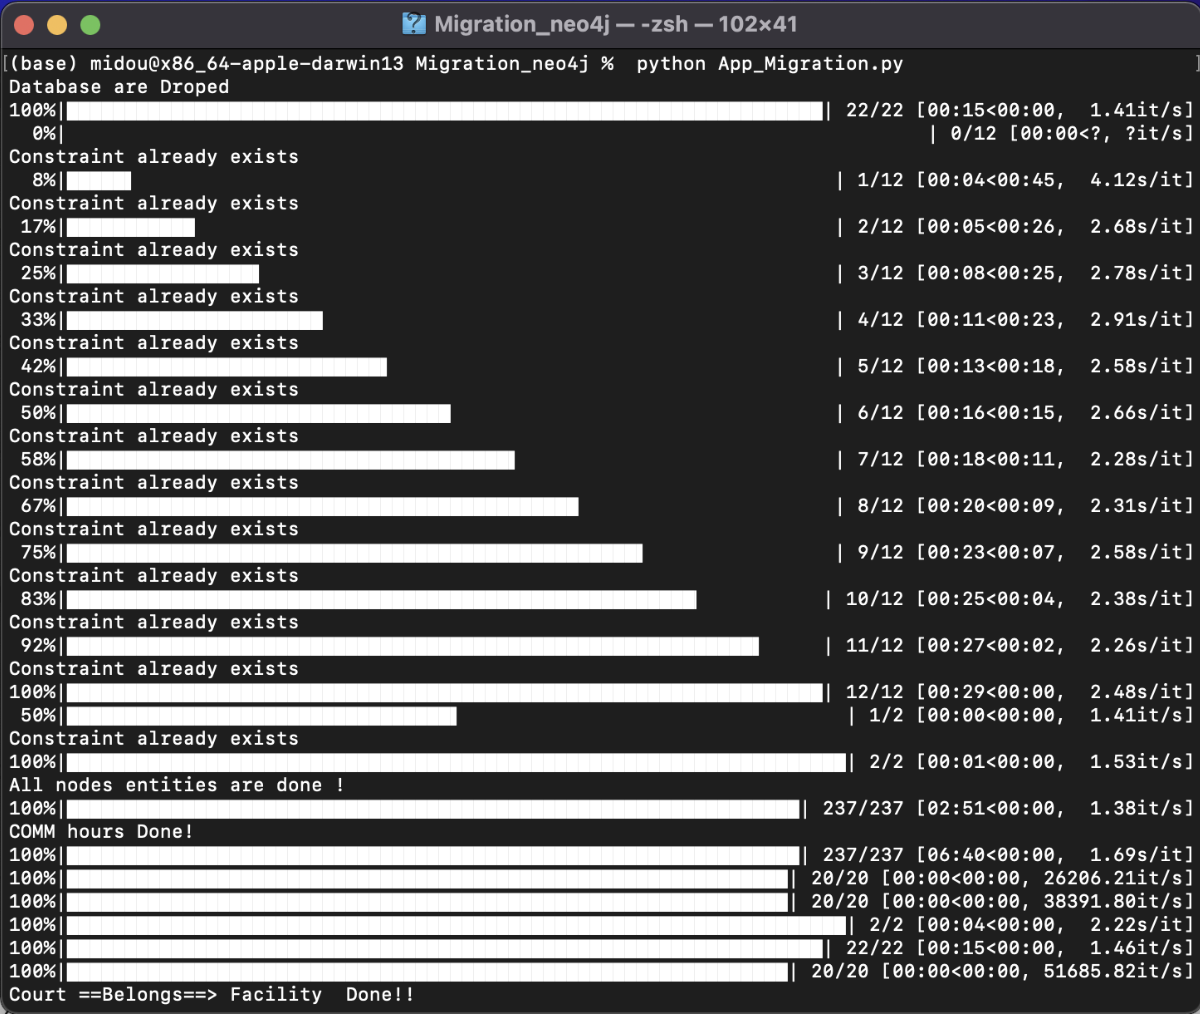 Migration_neo4j — -zsh — 102×41
(base) midou@x86_64-apple-darwin13 Migration_neo4j %  python App_Migration.py
Database are Droped
100%| | 22/22 [00:15<00:00,  1.41it/s]
0%| | 0/12 [00:00<?, ?it/s]
Constraint already exists
8%| | 1/12 [00:04<00:45,  4.12s/it]
Constraint already exists
17%| | 2/12 [00:05<00:26,  2.68s/it]
Constraint already exists
25%| | 3/12 [00:08<00:25,  2.78s/it]
Constraint already exists
33%| | 4/12 [00:11<00:23,  2.91s/it]
Constraint already exists
42%| | 5/12 [00:13<00:18,  2.58s/it]
Constraint already exists
50%| | 6/12 [00:16<00:15,  2.66s/it]
Constraint already exists
58%| | 7/12 [00:18<00:11,  2.28s/it]
Constraint already exists
67%| | 8/12 [00:20<00:09,  2.31s/it]
Constraint already exists
75%| | 9/12 [00:23<00:07,  2.58s/it]
Constraint already exists
83%| | 10/12 [00:25<00:04,  2.38s/it]
Constraint already exists
92%| | 11/12 [00:27<00:02,  2.26s/it]
Constraint already exists
100%| | 12/12 [00:29<00:00,  2.48s/it]
50%| | 1/2 [00:00<00:00,  1.41it/s]
Constraint already exists
100%| | 2/2 [00:01<00:00,  1.53it/s]
All nodes entities are done !
100%| | 237/237 [02:51<00:00,  1.38it/s]
COMM hours Done!
100%| | 237/237 [06:40<00:00,  1.69s/it]
100%| | 20/20 [00:00<00:00, 26206.21it/s]
100%| | 20/20 [00:00<00:00, 38391.80it/s]
100%| | 2/2 [00:04<00:00,  2.22s/it]
100%| | 22/22 [00:15<00:00,  1.46it/s]
100%| | 20/20 [00:00<00:00, 51685.82it/s]
Court ==Belongs==> Facility  Done!!